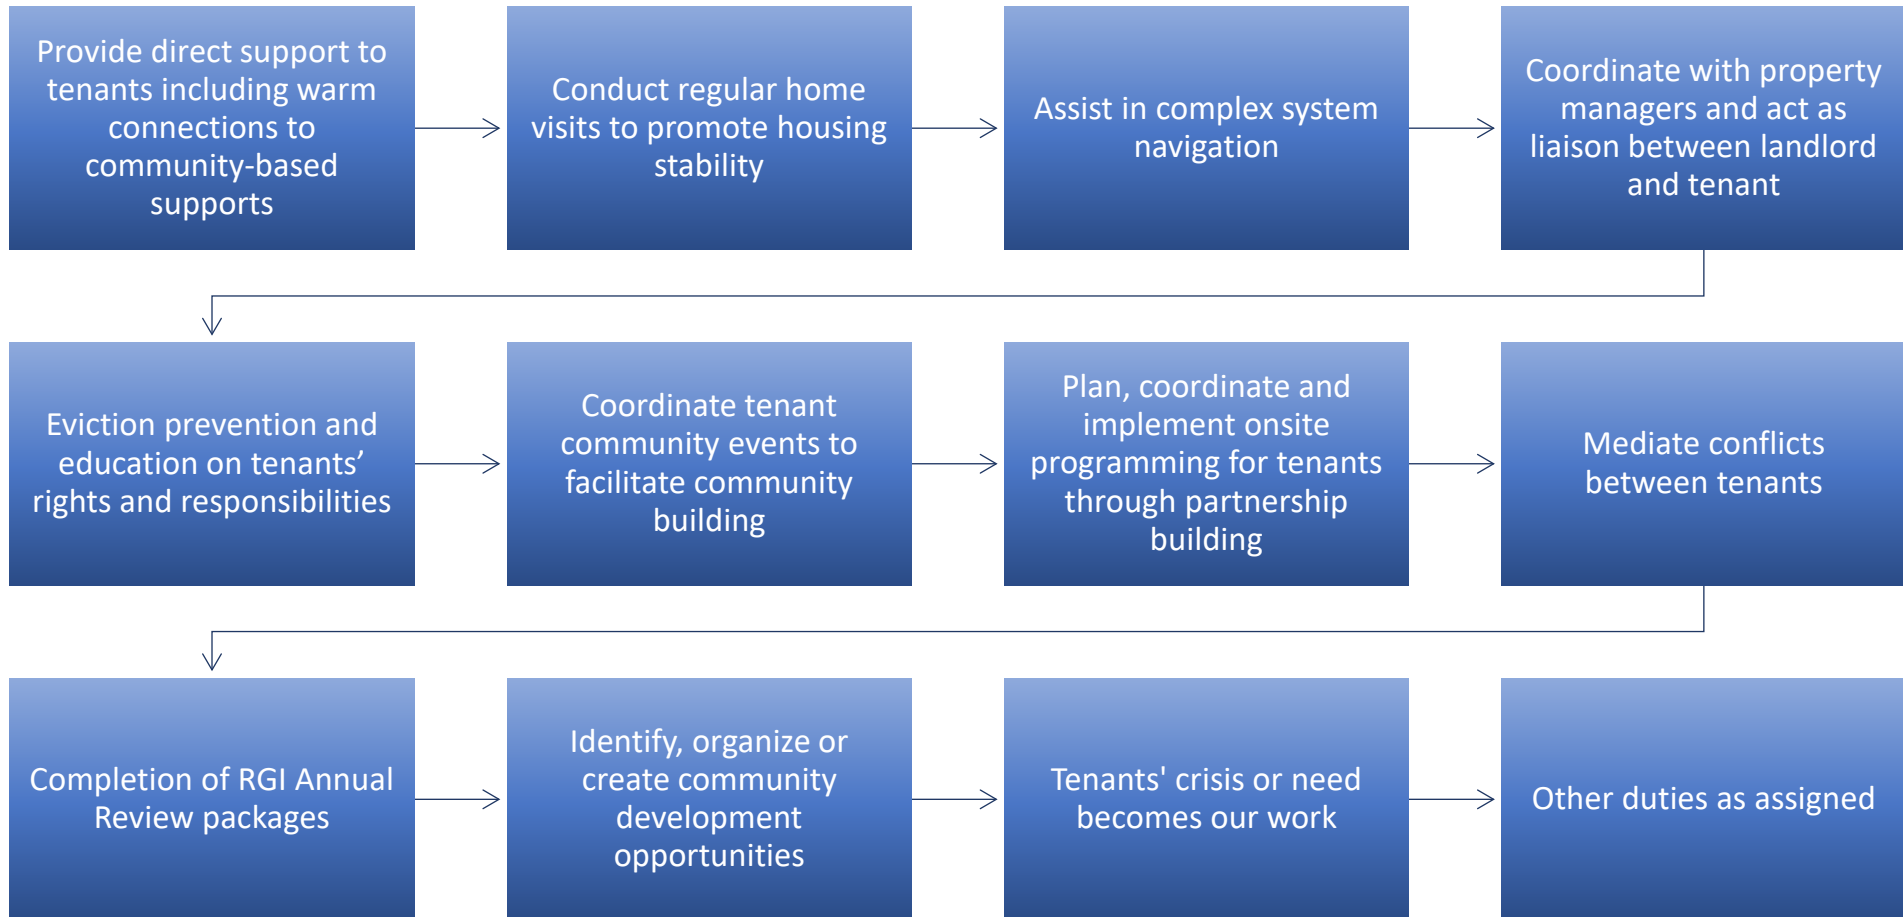 Provide direct support to
tenants including warm
connections to
community-based
supports
Conduct regular home
visits to promote housing
stability
Assist in complex system
navigation
Coordinate with property
managers and act as
liaison between landlord
and tenant
Eviction prevention and
education on tenants’
rights and responsibilities
Coordinate tenant
community events to
facilitate community
building
Plan, coordinate and
implement onsite
programming for tenants
through partnership
building
Mediate conflicts
between tenants
Completion of RGI Annual
Review packages
Identify, organize or
create community
development
opportunities
Tenants' crisis or need
becomes our work
Other duties as assigned